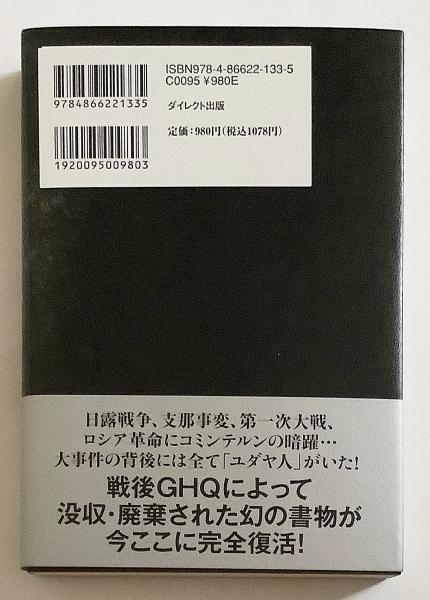 ISBN978-4-86622-133-5
C0095 ¥980E
9784866221335
ダイレクト出版
定価:980円(税込1078円)
1920095009803
日露戦争、支那事変、第一次大戦、
ロシア革命にコミンテルンの暗躍…
大事件の背後には全て「ユダヤ人」がいた!
戦後GHQによって
没収・廃棄された幻の書物が
今ここに完全復活!